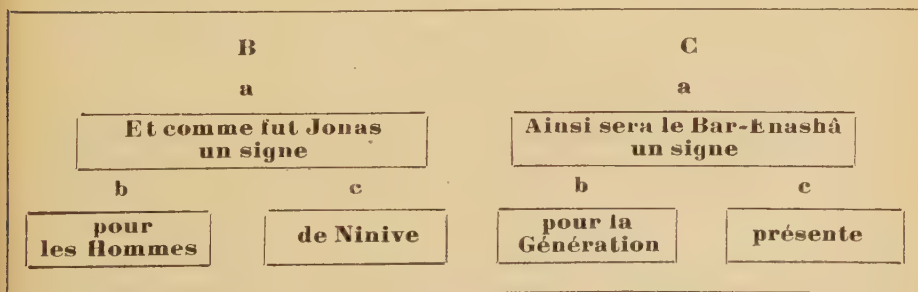 B
C
a
a
Et comme fut Jonas
un signe
Ainsi sera le Bar-Enashâ
un signe
b
c
b
c
pour
les Hommes
de Ninive
pour la
Génération
présente